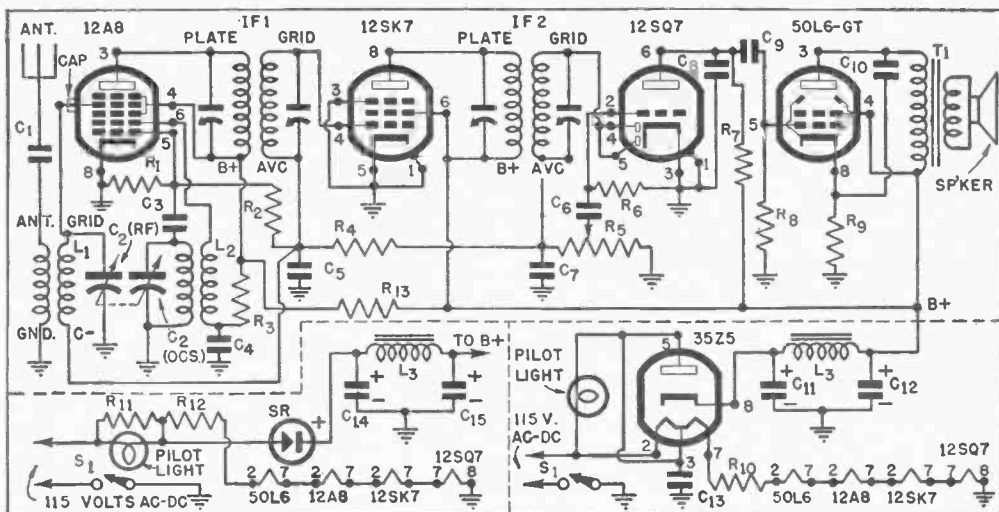 12A8 IF1 12SK7 IF2 12SQ7 50L6-GT
ANT. PLATE GRID PLATE GRID C9
CAP 3 8 6 C8 3 C10 T1
4 6 5 3 4 6 2 4 5 5 4
C1 8 R1 B+ AVC 5 1 B+ AVC 3 1 R7 8 SP'KER
C3 R2 C6 R6 R8 R9
ANT. GRID C2(RF) L2 R4 R5
L1 C5 C7
R13 B+
GND. C- C2 (OCS.) R3 C4
TO B+
L3
+ +
C14 - - C15
R11 R12 SR +
PILOT LIGHT
S1
115 VOLTS AC-DC
2 7 2 7 2 7 7 8
50L6 12A8 12SK7 12SQ7
35Z5
5
PILOT LIGHT
L3
+ +
C11 C12
- -
8
115 V. AC-DC
2 3 7
S1
C13 R10
2 7 2 7 2 7 7 8
50L6 12A8 12SK7 12SQ7